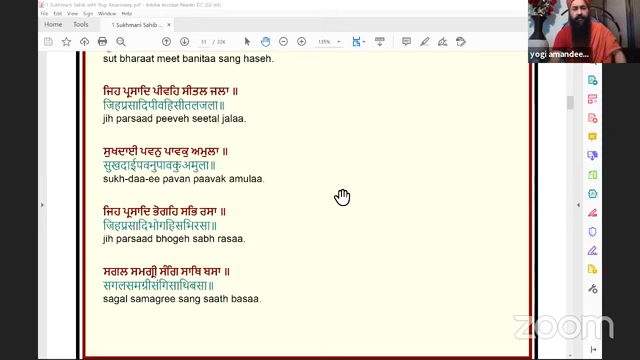 1 Sukhmani Sahib with Yogi Amandeep.pdf - Adobe Acrobat Reader DC (32-bit)
File Edit View Sign Window Help
Home Tools 1 Sukhmani Sahib ... ×
31 / 226 135%
yogi amandee...
sut bharaat meet banitaa sang haseh.
ਜਿਹ ਪ੍ਰਸਾਦਿ ਪੀਵਹਿ ਸੀਤਲ ਜਲਾ ॥
जिहप्रसादिपीवहिसीतलजला॥
jih parsaad peeveh seetal jalaa.
ਸੁਖਦਾਈ ਪਵਨੁ ਪਾਵਕੁ ਅਮੁਲਾ ॥
सुखदाईपवनुपावकुअमुला॥
sukh-daa-ee pavan paavak amulaa.
ਜਿਹ ਪ੍ਰਸਾਦਿ ਭੋਗਹਿ ਸਭਿ ਰਸਾ ॥
जिहप्रसादिभोगहिसभिरसा॥
jih parsaad bhogeh sabh rasaa.
ਸਗਲ ਸਮਗ੍ਰੀ ਸੰਗਿ ਸਾਥਿ ਬਸਾ ॥
सगलसमग्रीसंगिसाथिबसा॥
sagal samagree sang saath basaa.
zoom